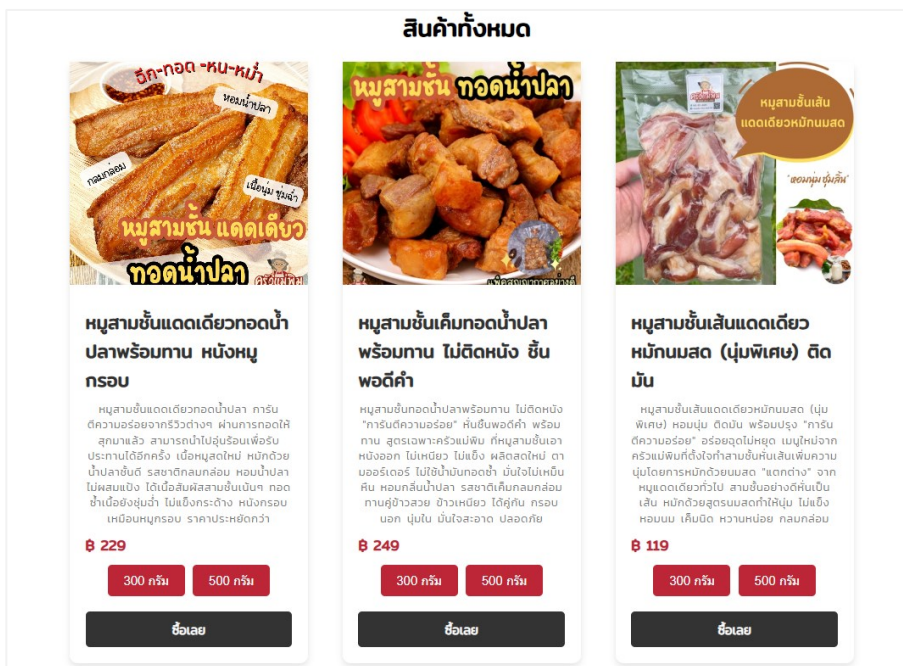 สินค้าทั้งหมด
ฉีก-ทอด -หน-หม่ำ
หอมน้ำปลา
กลมกล่อม
เนื้อนุ่ม ชุ่มฉ่ำ
หมูสามชั้น แดดเดียว
ทอดน้ำปลา
ครัวแม่พิม
หมูสามชั้น ทอดน้ำปลา
แพ็คสูญญากาศอย่างดี
หมูสามชั้นเส้น
แดดเดียวหมักนมสด
"หอมนุ่ม ชุ่มลิ้น"
หมูสามชั้นแดดเดียวทอดน้ำ
ปลาพร้อมทาน หนังหมู
กรอบ
หมูสามชั้นแดดเดียวทอดน้ำปลา การัน
ตีความอร่อยจากรีวิวต่างๆ ผ่านการทอดให้
สุกมาแล้ว สามารถนำไปอุ่นร้อนเพื่อรับ
ประทานได้อีกครั้ง เนื้อหมูสดใหม่ หมักด้วย
น้ำปลาชั้นดี รสชาติกลมกล่อม หอมน้ำปลา
ไม่ผสมแป้ง ได้เนื้อสัมผัสสามชั้นเน้นๆ ทอด
ซ้ำเนื้อยังชุ่มฉ่ำ ไม่แข็งกระด้าง หนังกรอบ
เหมือนหมูกรอบ ราคาประหยัดกว่า
฿ 229
300 กรัม 500 กรัม
ซื้อเลย
หมูสามชั้นเค็มทอดน้ำปลา
พร้อมทาน ไม่ติดหนัง ชิ้น
พอดีคำ
หมูสามชั้นทอดน้ำปลาพร้อมทาน ไม่ติดหนัง
"การันตีความอร่อย" หั่นชิ้นพอดีคำ พร้อม
ทาน สูตรเฉพาะครัวแม่พิม ที่หมูสามชั้นเอา
หนังออก ไม่เหนียว ไม่แข็ง ผลิตสดใหม่ ตา
มออร์เดอร์ ไม่ใช้น้ำมันทอดซ้ำ มั่นใจไม่เหม็น
หืน หอมกลิ่นน้ำปลา รสชาติเค็มกลมกล่อม
ทานคู่ข้าวสวย ข้าวเหนียว ได้คู่กัน กรอบ
นอก นุ่มใน มั่นใจสะอาด ปลอดภัย
฿ 249
300 กรัม 500 กรัม
ซื้อเลย
หมูสามชั้นเส้นแดดเดียว
หมักนมสด (นุ่มพิเศษ) ติด
มัน
หมูสามชั้นเส้นแดดเดียวหมักนมสด (นุ่ม
พิเศษ) หอมนุ่ม ติดมัน พร้อมปรุง "การัน
ตีความอร่อย" อร่อยฉุดไม่หยุด เมนูใหม่จาก
ครัวแม่พิมที่ตั้งใจทำสามชั้นหั่นเส้นเพิ่มความ
นุ่มโดยการหมักด้วยนมสด "แตกต่าง" จาก
หมูแดดเดียวทั่วไป สามชั้นอย่างดีหั่นเป็น
เส้น หมักด้วยสูตรนมสดทำให้นุ่ม ไม่แข็ง
หอมนม เค็มนิด หวานหน่อย กลมกล่อม
฿ 119
300 กรัม 500 กรัม
ซื้อเลย